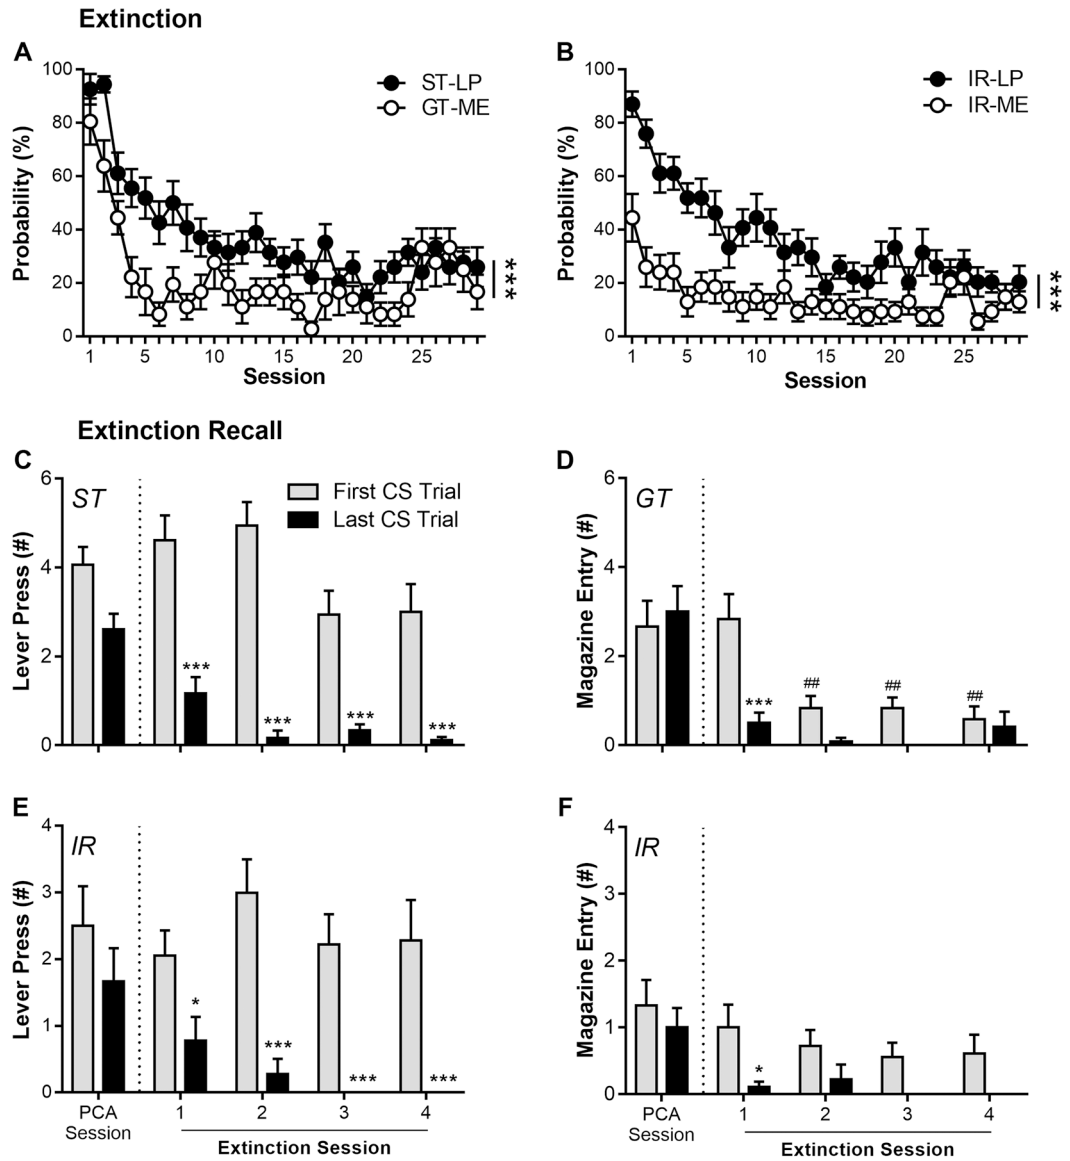 Extinction
A
B
100
80
60
40
20
0
Probability (%)
ST-LP
GT-ME
***
1
5
10
15
20
25
Session
100
80
60
40
20
0
Probability (%)
IR-LP
IR-ME
***
1
5
10
15
20
25
Session
Extinction Recall
C
D
6
4
2
0
Lever Press (#)
ST
First CS Trial
Last CS Trial
***
***
***
***
6
4
2
0
Magazine Entry (#)
GT
***
##
##
##
E
F
4
3
2
1
0
Lever Press (#)
IR
*
***
***
***
PCA
Session
1
2
3
4
Extinction Session
4
3
2
1
0
Magazine Entry (#)
IR
*
PCA
Session
1
2
3
4
Extinction Session